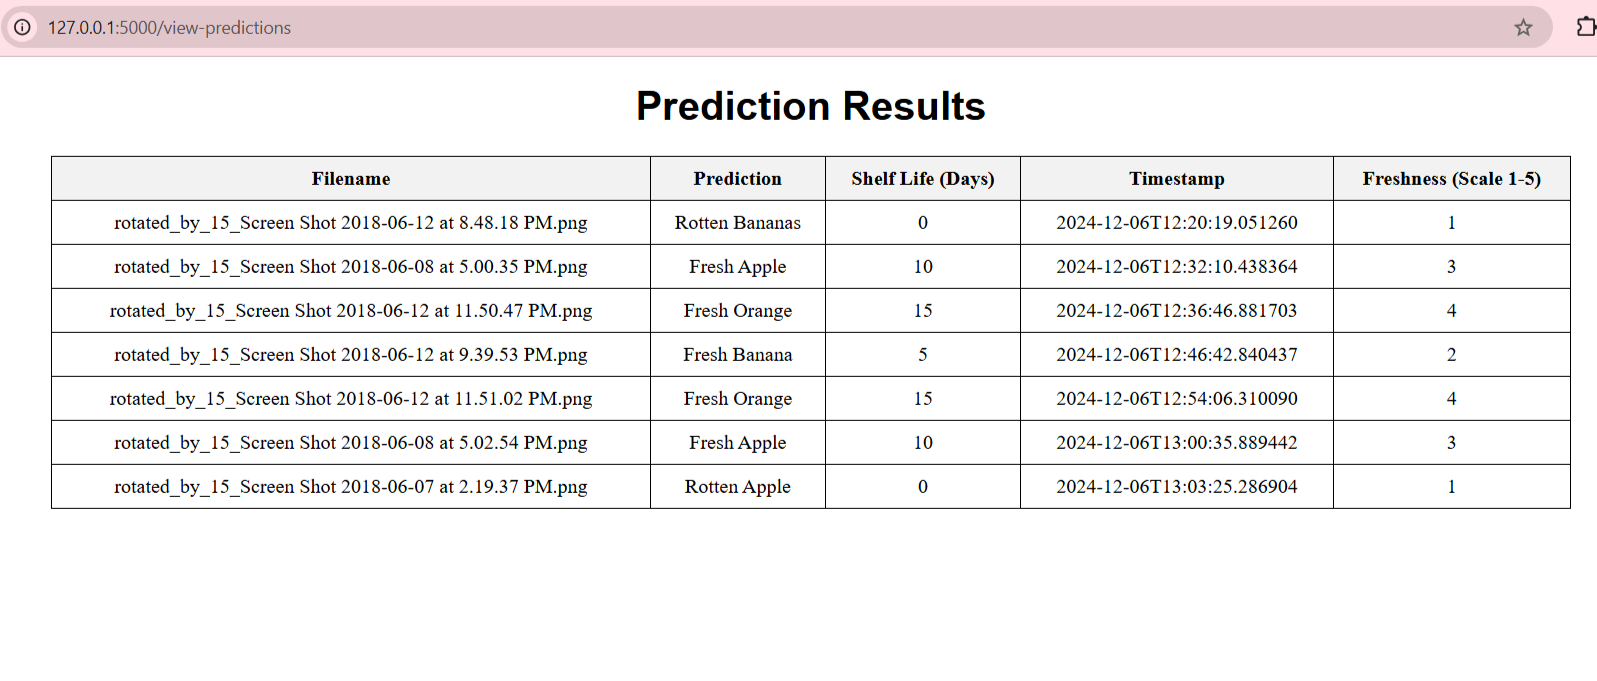 127.0.0.1:5000/view-predictions
Prediction Results
Filename Prediction Shelf Life (Days) Timestamp Freshness (Scale 1-5)
rotated_by_15_Screen Shot 2018-06-12 at 8.48.18 PM.png Rotten Bananas 0 2024-12-06T12:20:19.051260 1
rotated_by_15_Screen Shot 2018-06-08 at 5.00.35 PM.png Fresh Apple 10 2024-12-06T12:32:10.438364 3
rotated_by_15_Screen Shot 2018-06-12 at 11.50.47 PM.png Fresh Orange 15 2024-12-06T12:36:46.881703 4
rotated_by_15_Screen Shot 2018-06-12 at 9.39.53 PM.png Fresh Banana 5 2024-12-06T12:46:42.840437 2
rotated_by_15_Screen Shot 2018-06-12 at 11.51.02 PM.png Fresh Orange 15 2024-12-06T12:54:06.310090 4
rotated_by_15_Screen Shot 2018-06-08 at 5.02.54 PM.png Fresh Apple 10 2024-12-06T13:00:35.889442 3
rotated_by_15_Screen Shot 2018-06-07 at 2.19.37 PM.png Rotten Apple 0 2024-12-06T13:03:25.286904 1